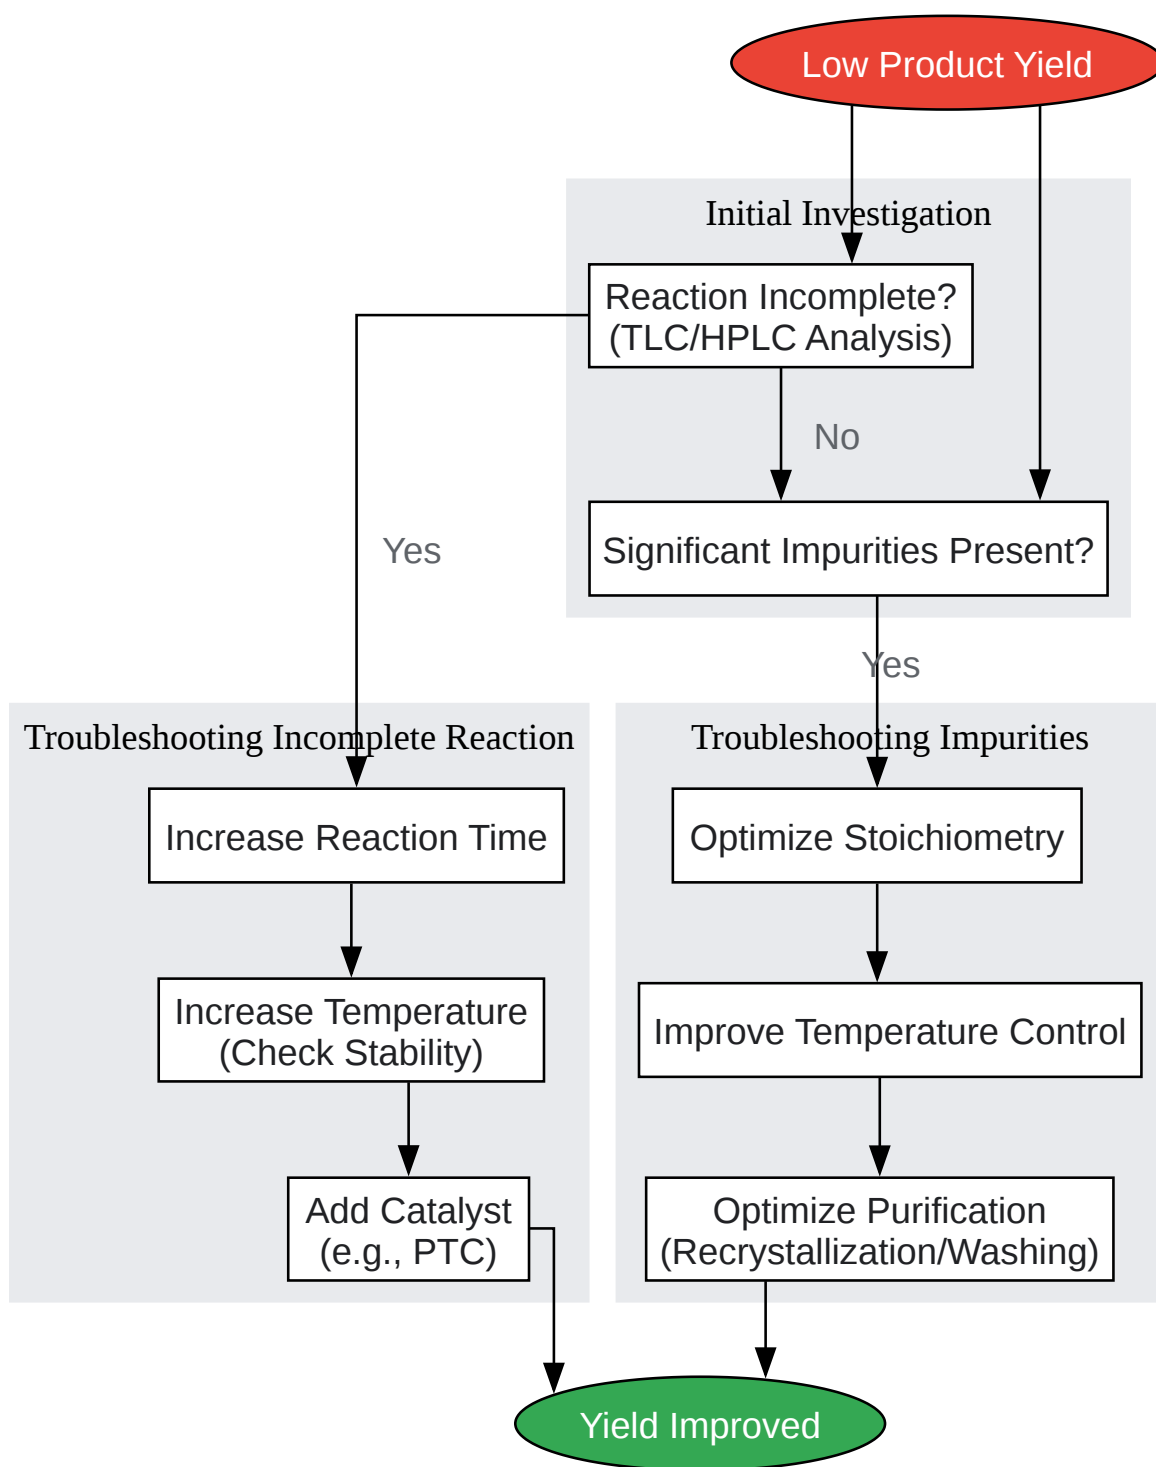 Low Product Yield
Initial Investigation
Reaction Incomplete?
(TLC/HPLC Analysis)
No
Yes
Significant Impurities Present?
Yes
Troubleshooting Incomplete Reaction
Troubleshooting Impurities
Increase Reaction Time
Optimize Stoichiometry
Increase Temperature
(Check Stability)
Improve Temperature Control
Add Catalyst
(e.g., PTC)
Optimize Purification
(Recrystallization/Washing)
Yield Improved